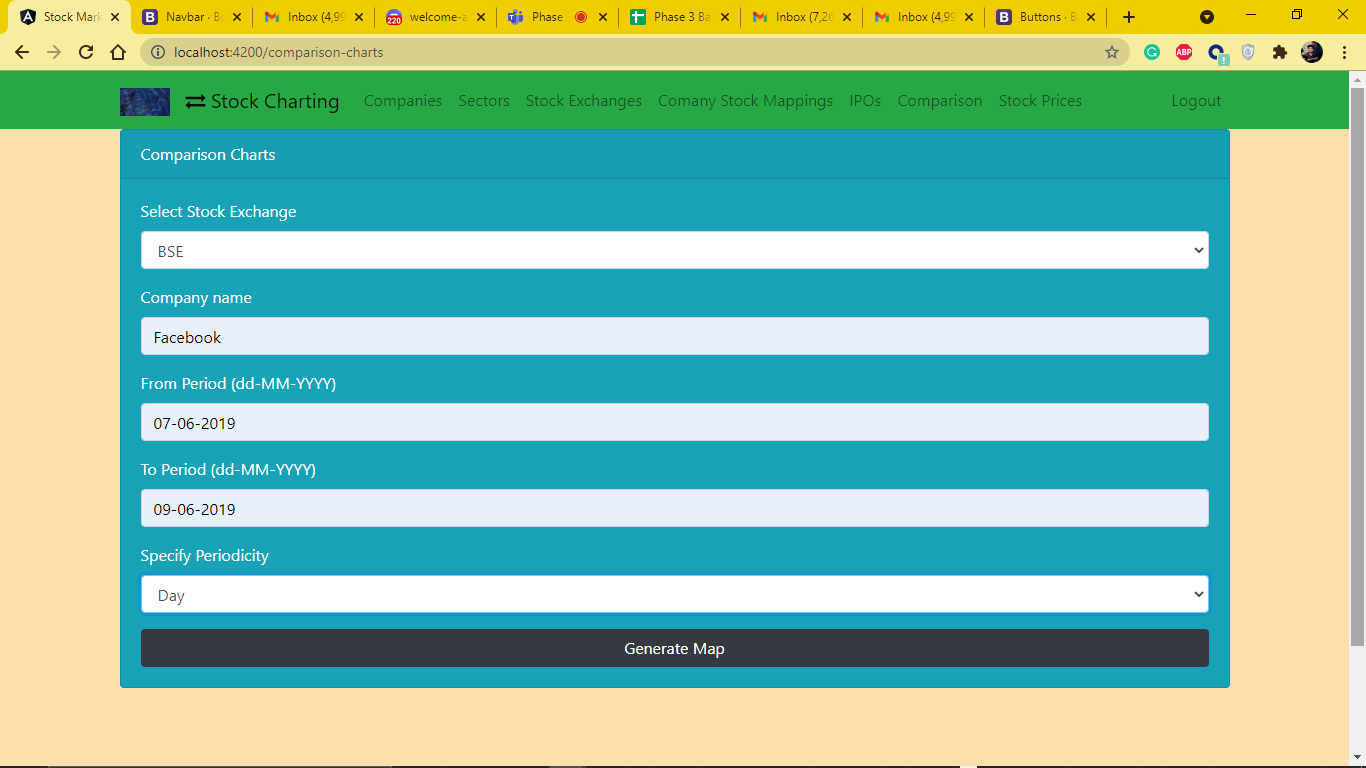 Stock Mark
Navbar · Bo
Inbox (4,99
welcome-a
Phase
Phase 3 Ba
Inbox (7,26
Inbox (4,99
Buttons · B
220
localhost:4200/comparison-charts
ABP
Stock Charting
Companies
Sectors
Stock Exchanges
Comany Stock Mappings
IPOs
Comparison
Stock Prices
Logout
Comparison Charts
Select Stock Exchange
BSE
Company name
Facebook
From Period (dd-MM-YYYY)
07-06-2019
To Period (dd-MM-YYYY)
09-06-2019
Specify Periodicity
Day
Generate Map